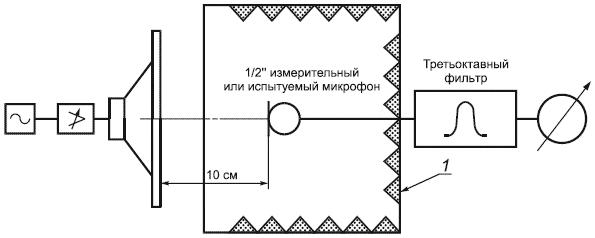 1/2" измерительный
или испытуемый микрофон
Третьоктавный
фильтр
10 см
1